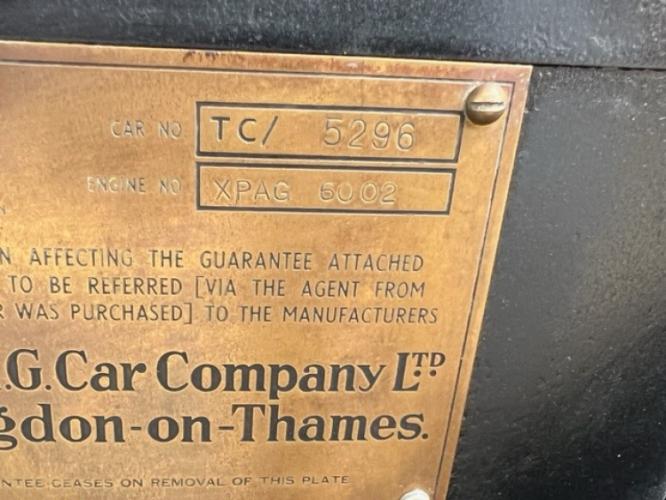 CAR NO TC/ 5296
ENGINE NO XPAG 6002
N AFFECTING THE GUARANTEE ATTACHED
TO BE REFERRED [VIA THE AGENT FROM
R WAS PURCHASED] TO THE MANUFACTURERS
.G. Car Company LTD
gdon-on-Thames.
NTEE CEASES ON REMOVAL OF THIS PLATE